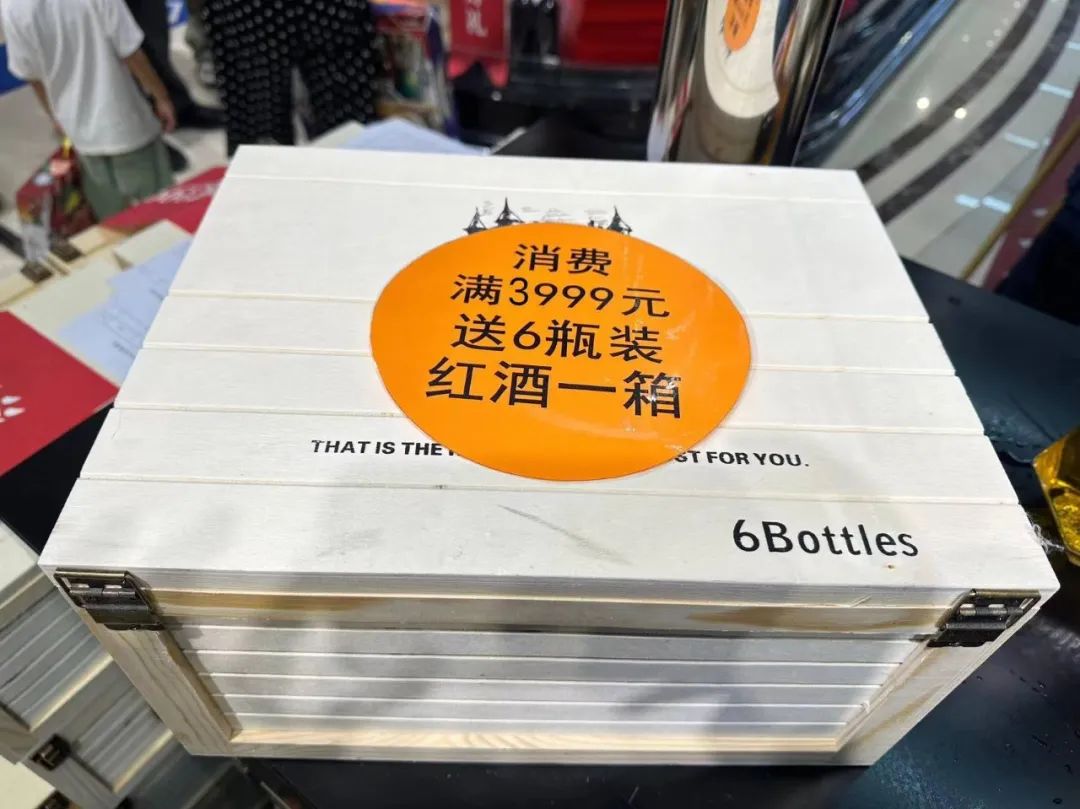 消费
满3999元
送6瓶装
红酒一箱
THAT IS THE
FOR YOU.
6Bottles